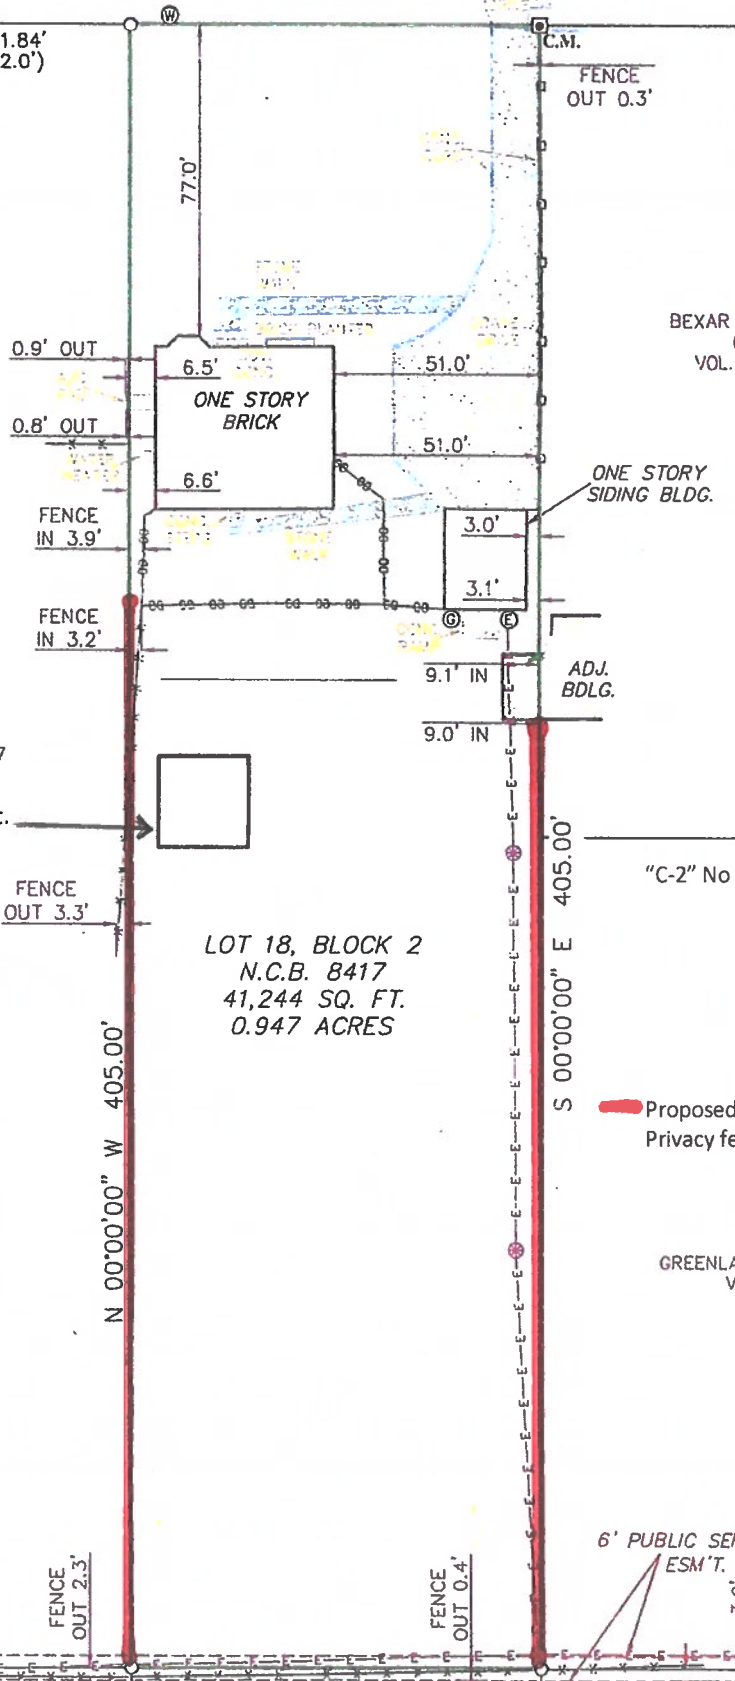 W
1.84'
2.0')
C.M.
FENCE
OUT 0.3'
77.0'
BEXAR
VOL.
BRICK PLANTER
0.9' OUT
6.5'
51.0'
ONE STORY
BRICK
0.8' OUT
51.0'
6.6'
ONE STORY
SIDING BLDG.
FENCE
IN 3.9'
3.0'
3.1'
FENCE
IN 3.2'
G
E
9.1' IN
ADJ.
BDLG.
9.0' IN
S 00°00'00" E 405.00'
"C-2" No
FENCE
OUT 3.3'
LOT 18, BLOCK 2
N.C.B. 8417
41,244 SQ. FT.
0.947 ACRES
N 00°00'00" W 405.00'
Proposed
Privacy fe
GREENLA
V
6' PUBLIC SE
ESM'T.
FENCE
OUT 2.3'
FENCE
OUT 0.4'